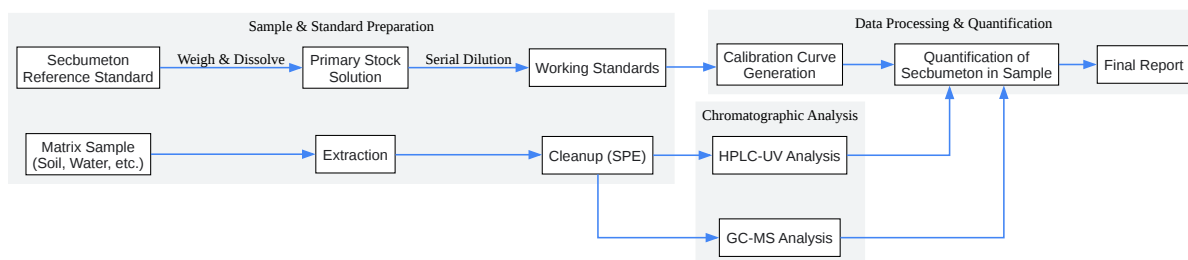 Sample & Standard Preparation
Secbumeton
Reference Standard
Weigh & Dissolve
Primary Stock
Solution
Serial Dilution
Working Standards
Matrix Sample
(Soil, Water, etc.)
Extraction
Cleanup (SPE)
Data Processing & Quantification
Calibration Curve
Generation
Quantification of
Secbumeton in Sample
Final Report
Chromatographic Analysis
HPLC-UV Analysis
GC-MS Analysis